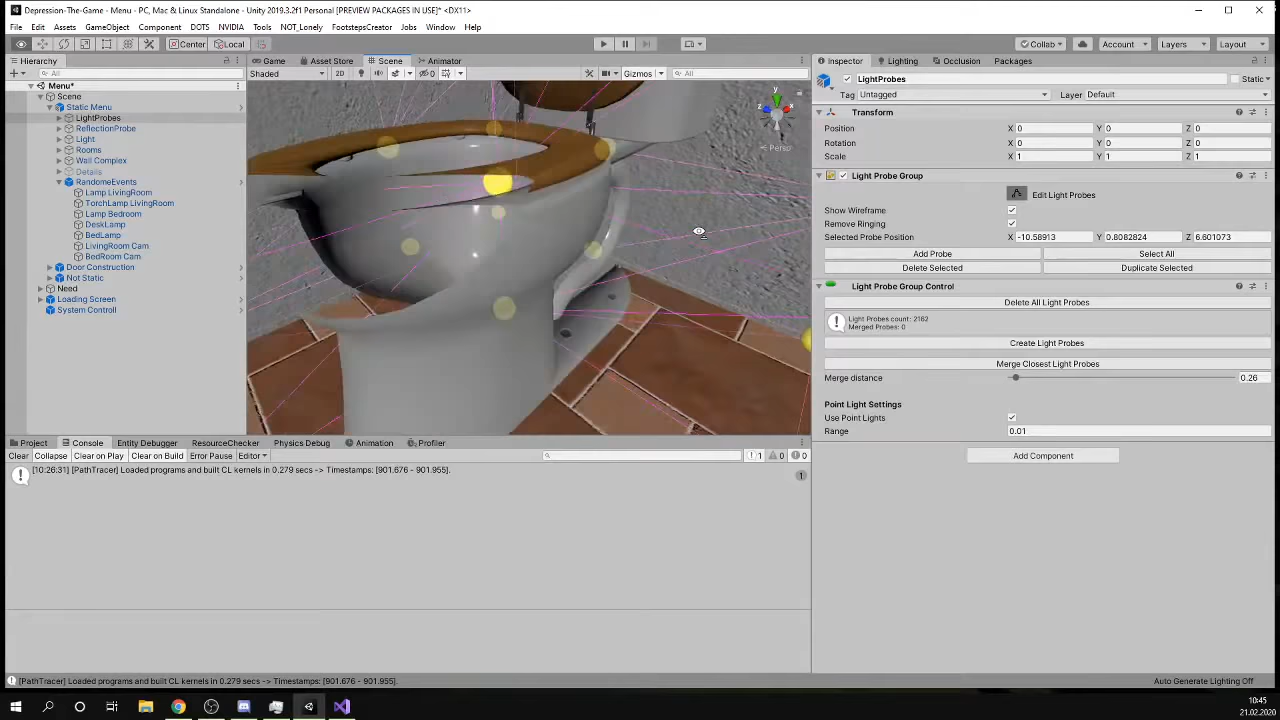 Depression-The-Game - Menu - PC, Mac & Linux Standalone - Unity 2019.3.2f1 Personal [PREVIEW PACKAGES IN USE]* <DX11>
File Edit Assets GameObject Component DOTS NVIDIA Tools NOT_Lonely FootstepsCreator Jobs Window Help
Center Local Collab Account Layers Layout
Hierarchy Game Asset Store Scene Animator Inspector Lighting Occlusion Packages
All Shaded 2D 0 Gizmos All LightProbes Static
Menu* Tag Untagged Layer Default
Scene
Static Menu Transform
LightProbes
ReflectionProbe Position X 0 Y 0 Z 0
Light Rotation X 0 Y 0 Z 0
Rooms Scale X 1 Y 1 Z 1
Wall Complex
Details Light Probe Group
RandomeEvents
Lamp LivingRoom Edit Light Probes
TorchLamp LivingRoom Show Wireframe
Lamp Bedroom Remove Ringing
DeskLamp
BedLamp Selected Probe Position X -10.58913 Y 0.8082824 Z 6.601073
LivingRoom Cam Add Probe Select All
BedRoom Cam Delete Selected Duplicate Selected
Door Construction
Not Static Light Probe Group Control
Need Delete All Light Probes
Loading Screen
System Controll Light Probes count: 2162
Merged Probes: 0
Create Light Probes
Merge Closest Light Probes
Merge distance 0.26
Point Light Settings
Use Point Lights
Range 0.01
Add Component
y
x
z
Persp
Project Console Entity Debugger ResourceChecker Physics Debug Animation Profiler
Clear Collapse Clear on Play Clear on Build Error Pause Editor 1 0 0
[10:26:31] [PathTracer] Loaded programs and built CL kernels in 0.279 secs -> Timestamps: [901.676 - 901.955]. 1
[PathTracer] Loaded programs and built CL kernels in 0.279 secs -> Timestamps: [901.676 - 901.955]. Auto Generate Lighting Off
10:45
21.02.2020